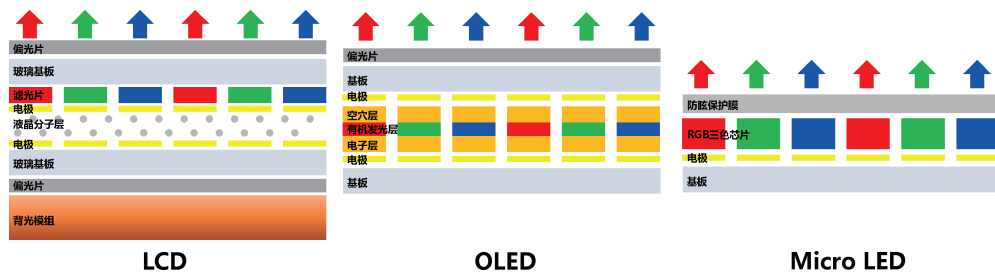 偏光片
玻璃基板
滤光片
电极
液晶分子层
电极
玻璃基板
偏光片
背光模组
LCD
偏光片
基板
电极
空穴层
有机发光层
电子层
电极
基板
OLED
防眩保护膜
RGB三色芯片
电极
基板
Micro LED